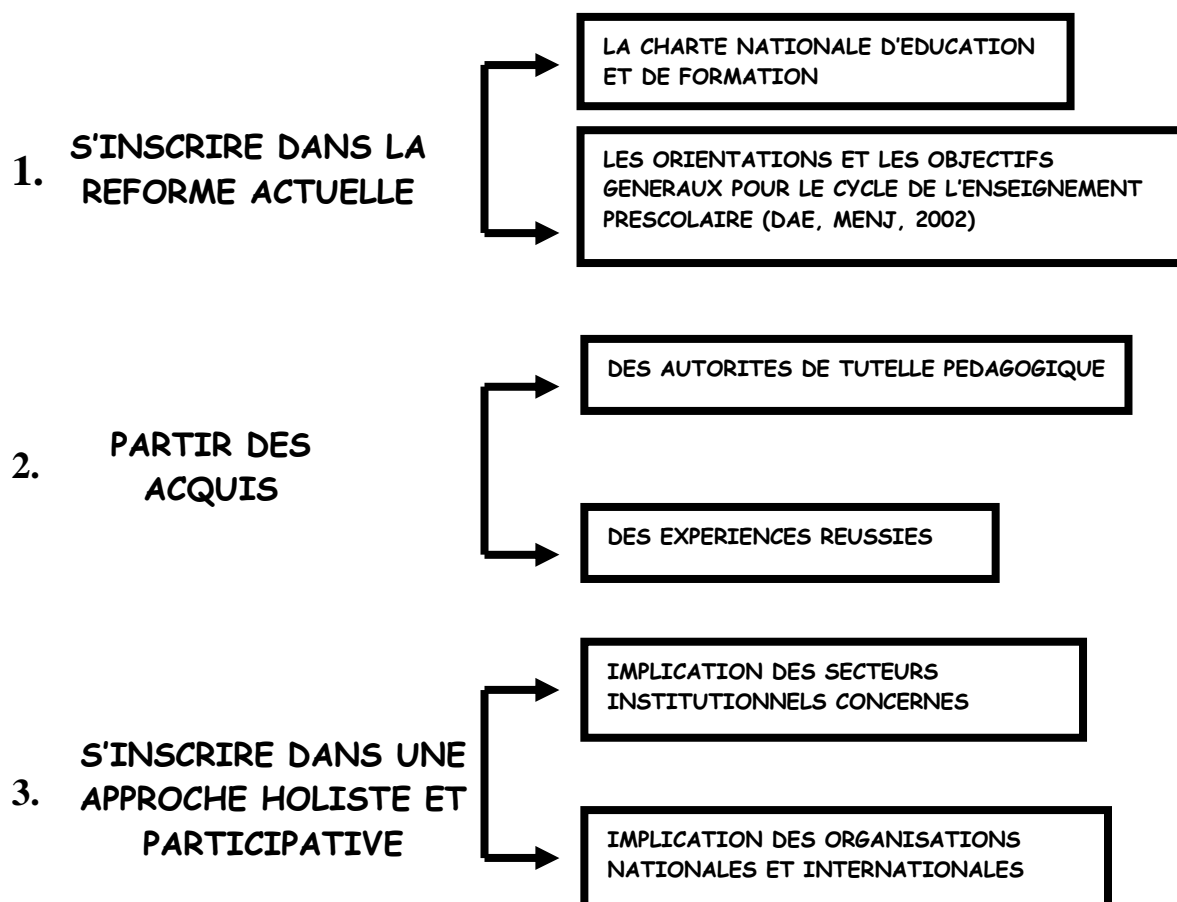 1. S'INSCRIRE DANS LA
REFORME ACTUELLE
LA CHARTE NATIONALE D'EDUCATION
ET DE FORMATION
LES ORIENTATIONS ET LES OBJECTIFS
GENERAUX POUR LE CYCLE DE L'ENSEIGNEMENT
PRESCOLAIRE (DAE, MENJ, 2002)
2. PARTIR DES
ACQUIS
DES AUTORITES DE TUTELLE PEDAGOGIQUE
DES EXPERIENCES REUSSIES
3. S'INSCRIRE DANS UNE
APPROCHE HOLISTE ET
PARTICIPATIVE
IMPLICATION DES SECTEURS
INSTITUTIONNELS CONCERNES
IMPLICATION DES ORGANISATIONS
NATIONALES ET INTERNATIONALES